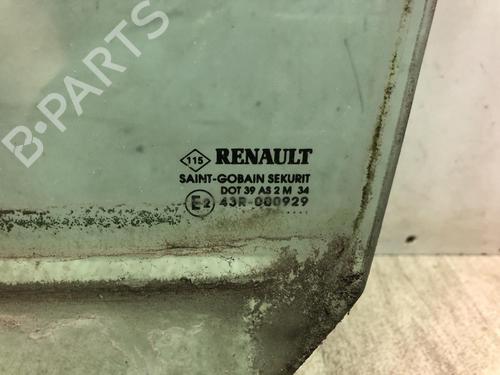 B-PARTS
115 RENAULT
SAINT-GOBAIN SEKURIT
DOT 39 AS 2 M 34
E2 43R-000929